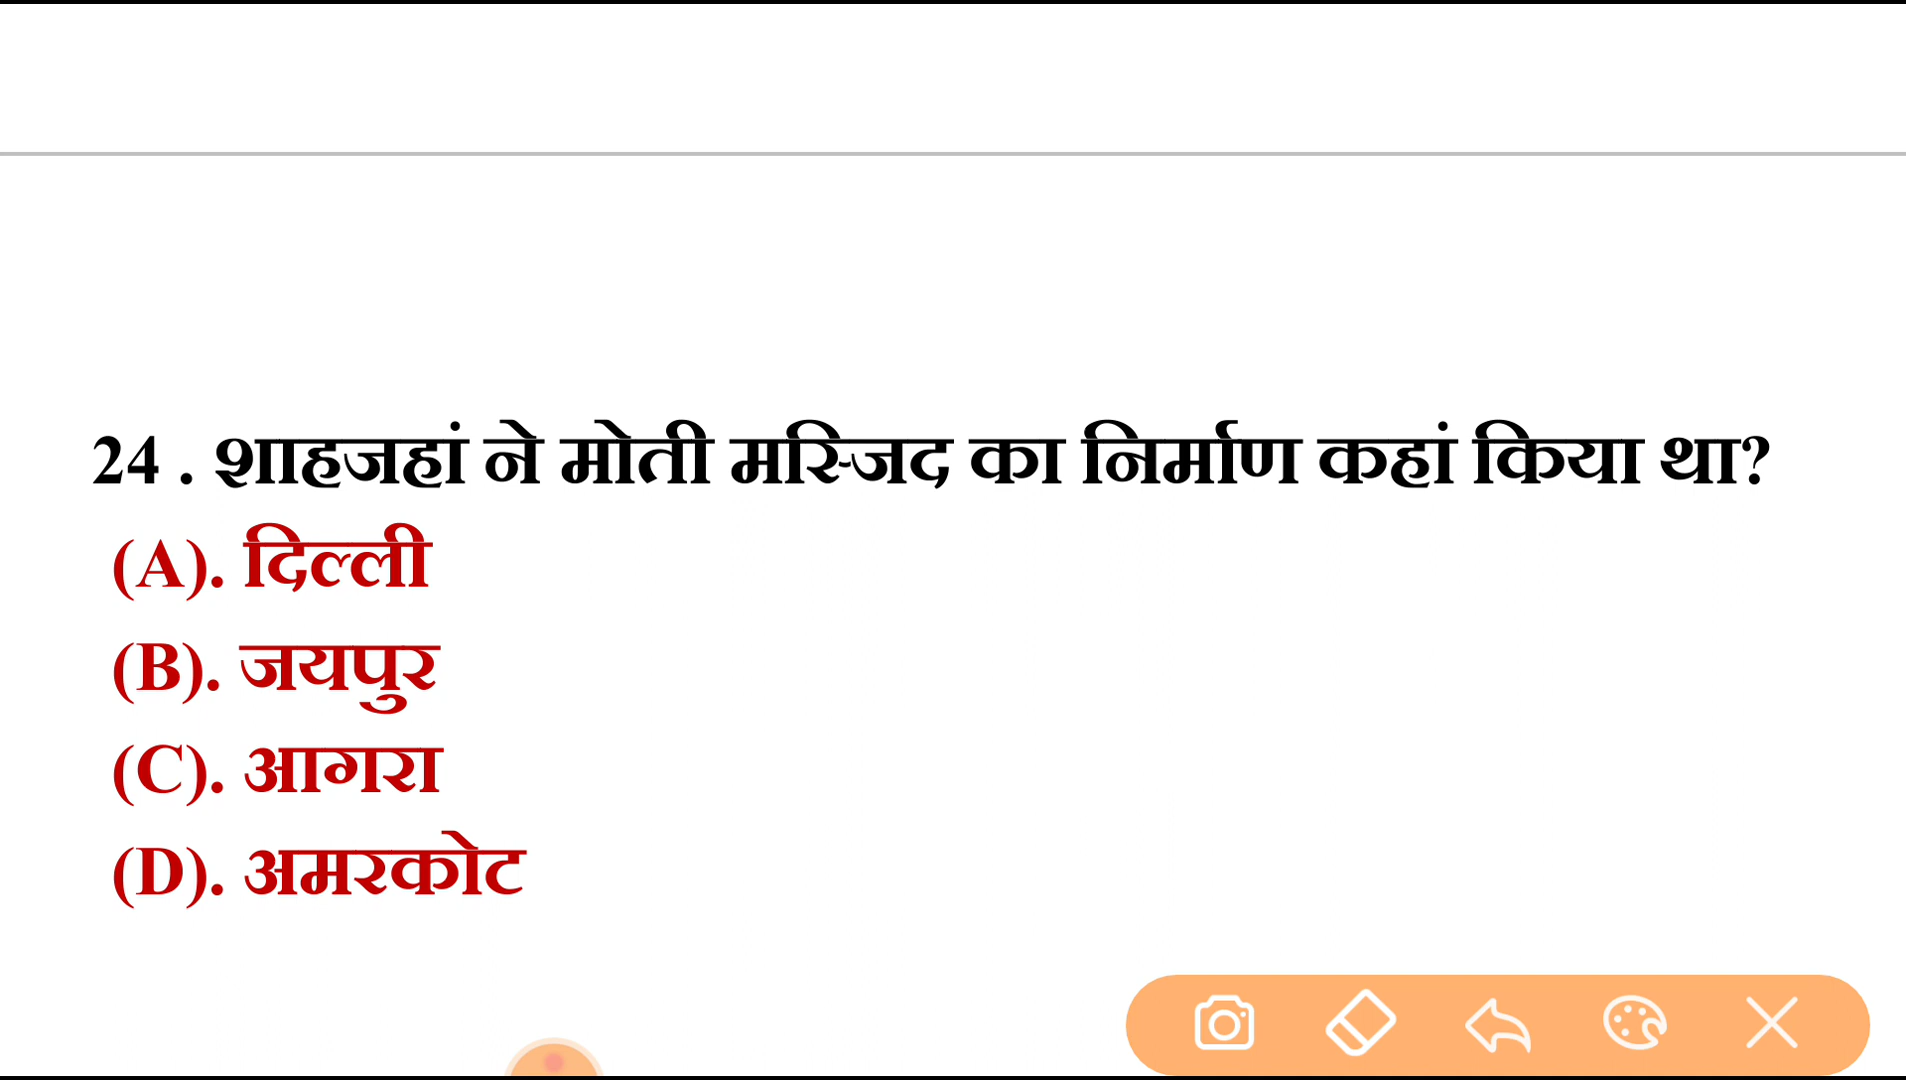 24 . शाहजहां ने मोती मस्जिद का निर्माण कहां किया था?
(A). दिल्ली
(B). जयपुर
(C). आगरा
(D). अमरकोट